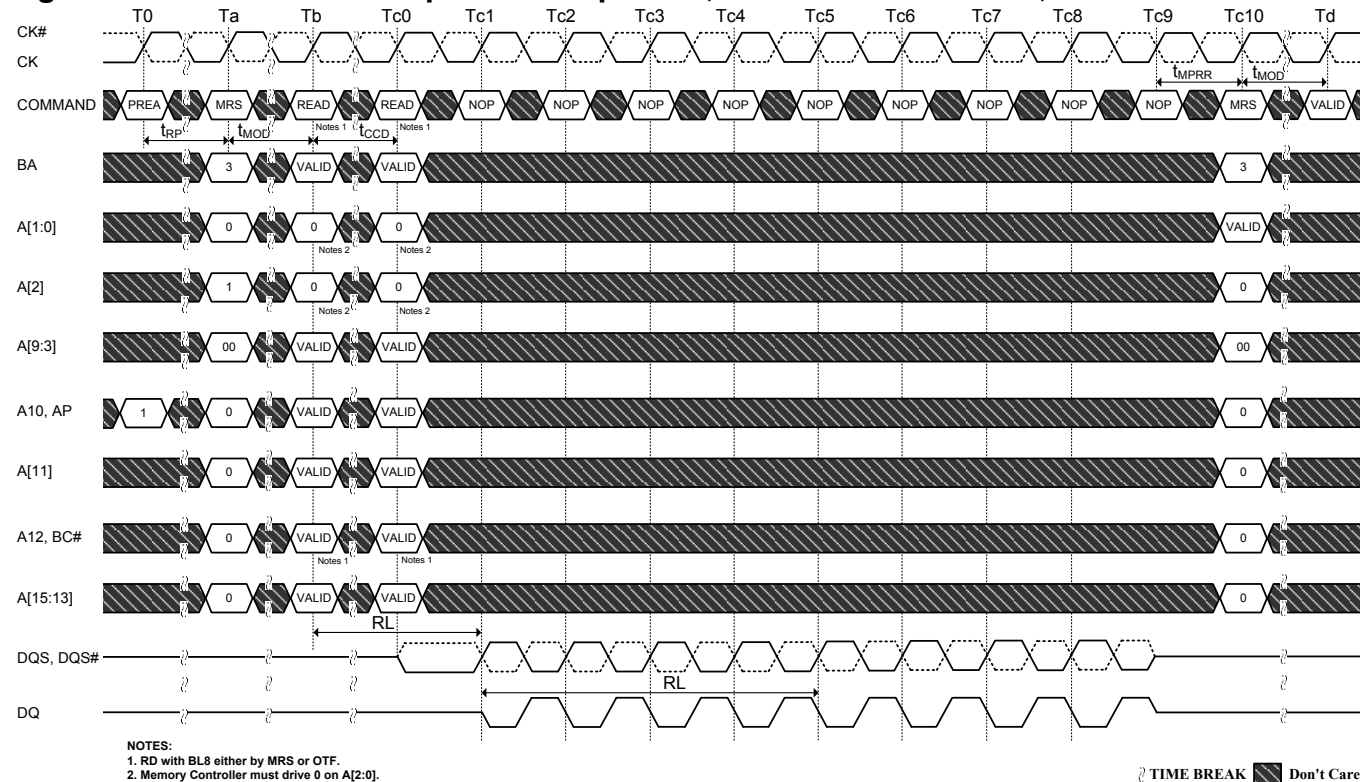 T0 Ta Tb Tc0 Tc1 Tc2 Tc3 Tc4 Tc5 Tc6 Tc7 Tc8 Tc9 Tc10 Td
CK#
CK
tMPRR tMOD
COMMAND PREA MRS READ READ NOP NOP NOP NOP NOP NOP NOP NOP NOP MRS VALID
Notes 1 Notes 1
tRP tMOD tCCD
BA 3 VALID VALID 3
A[1:0] 0 0 0 VALID
Notes 2 Notes 2
A[2] 1 0 0 0
Notes 2 Notes 2
A[9:3] 00 VALID VALID 00
A10, AP 1 0 VALID VALID 0
A[11] 0 VALID VALID 0
A12, BC# 0 VALID VALID 0
Notes 1 Notes 1
A[15:13] 0 VALID VALID 0
RL
DQS, DQS#
RL
DQ
NOTES:
1. RD with BL8 either by MRS or OTF.
2. Memory Controller must drive 0 on A[2:0].
TIME BREAK Don't Care